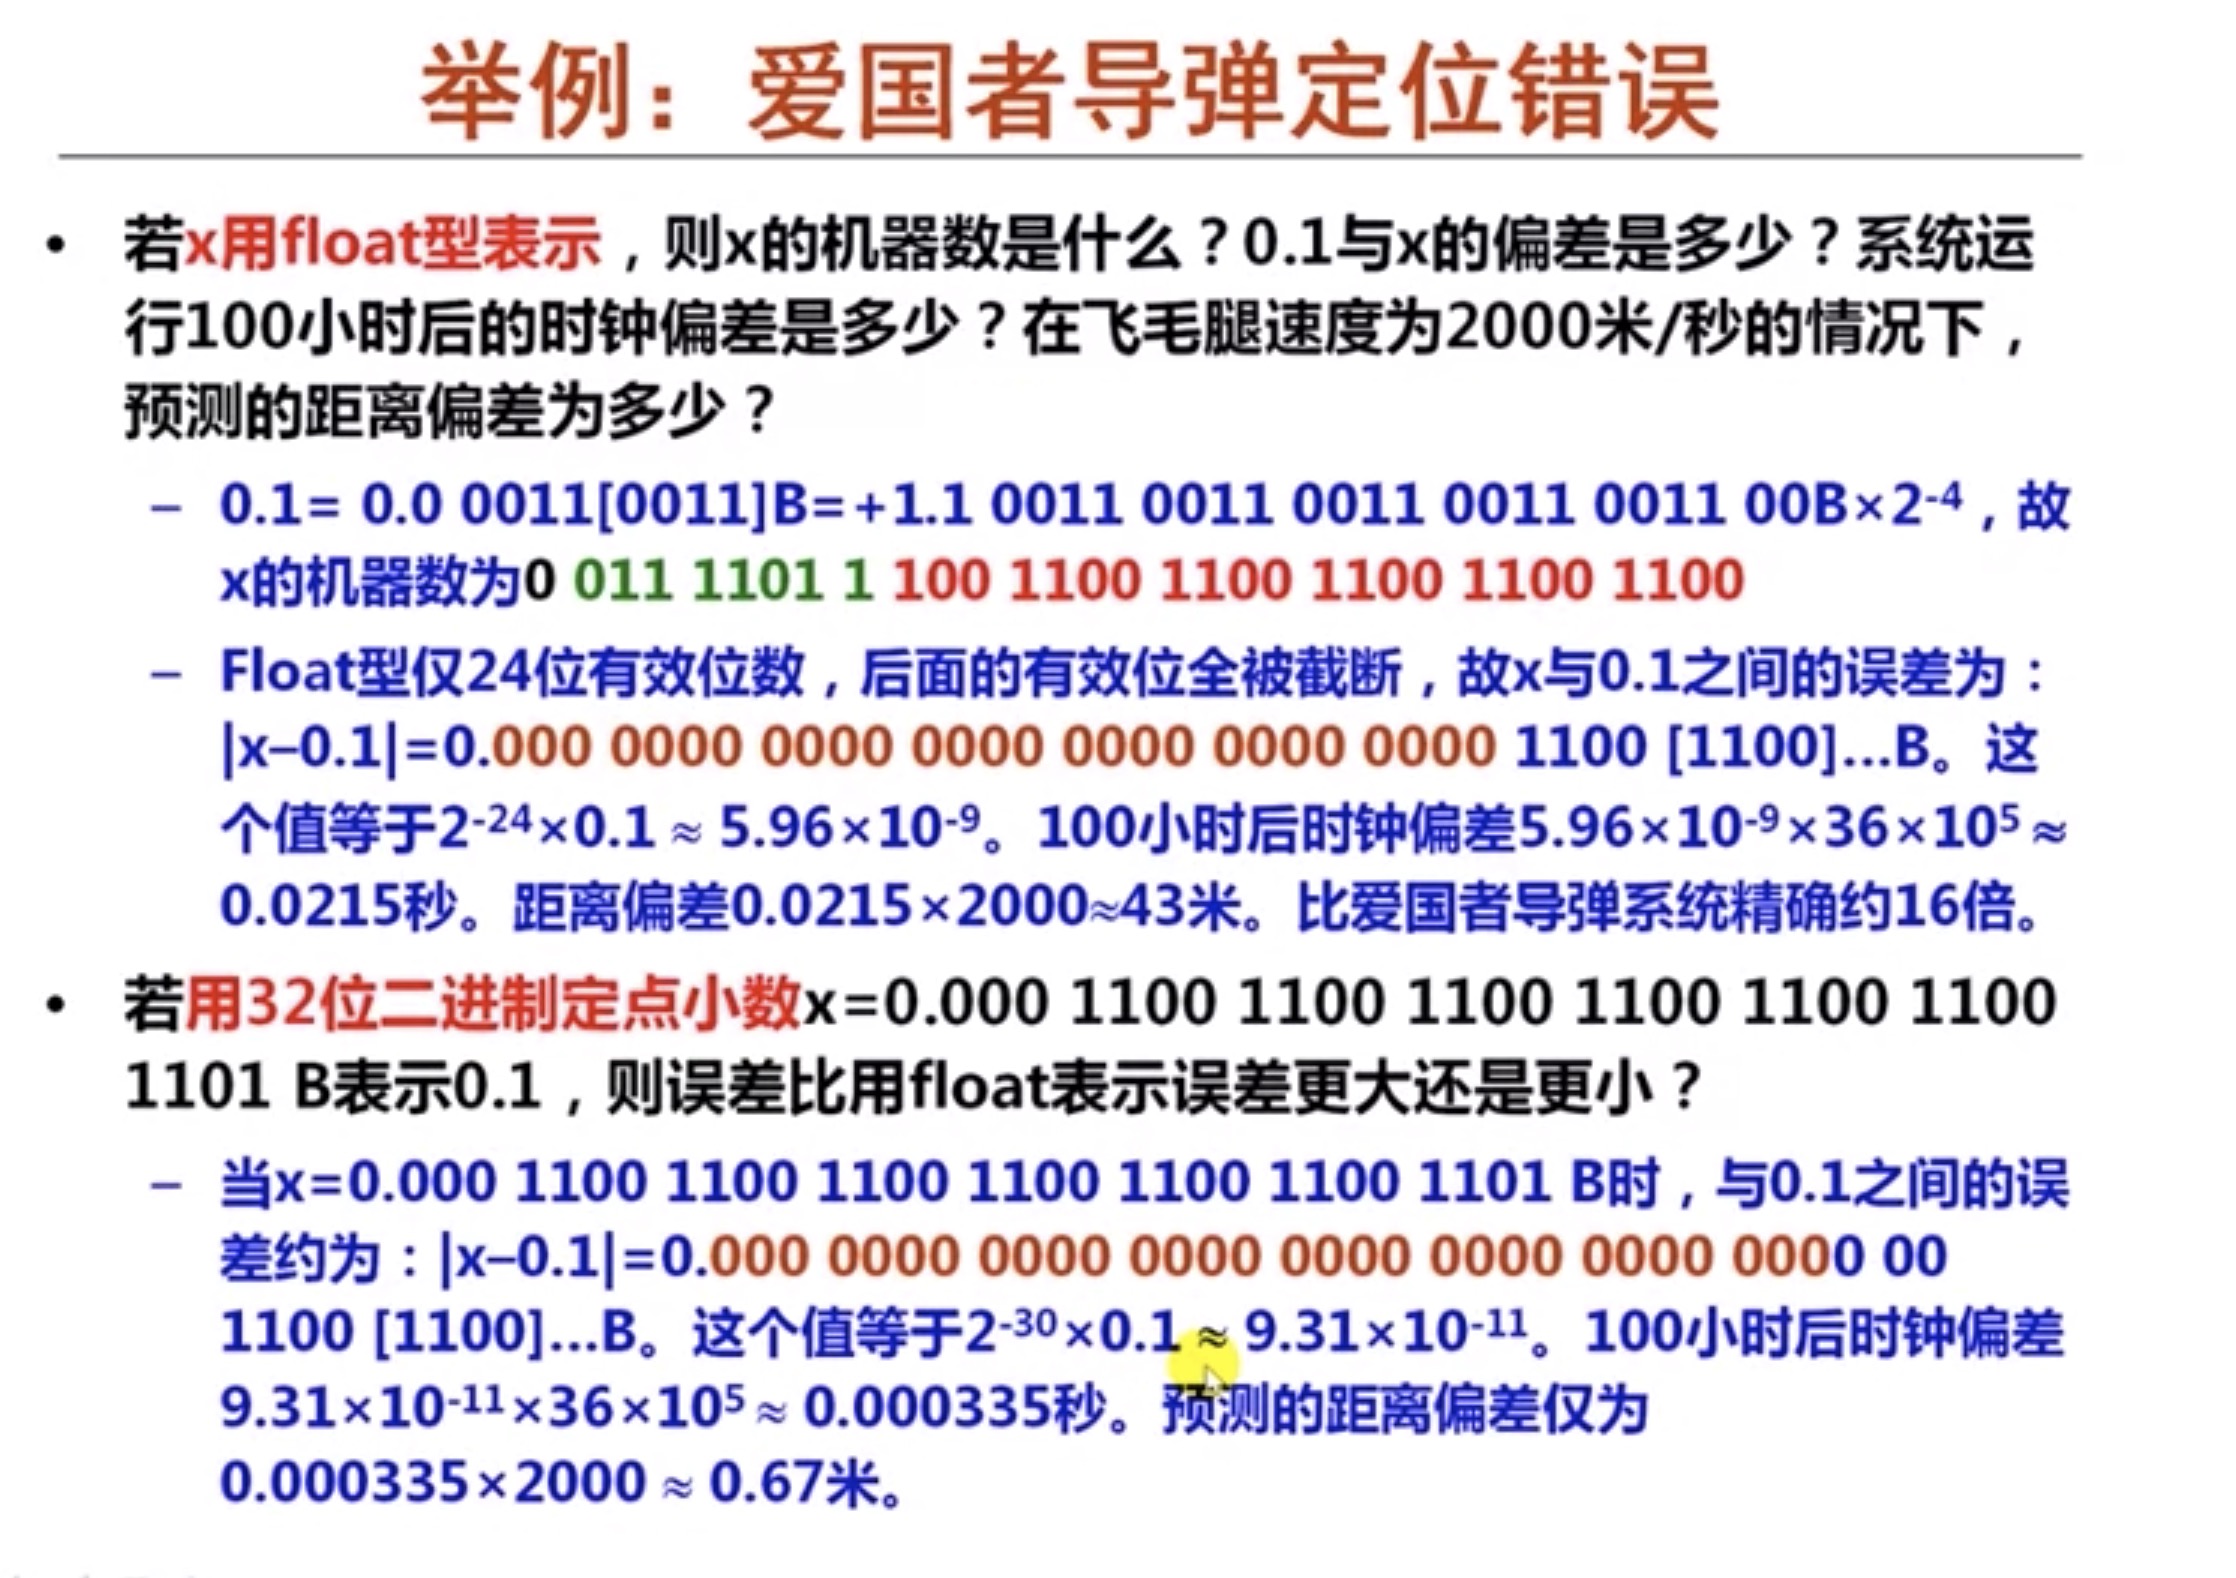 举例：爱国者导弹定位错误
• 若x用float型表示，则x的机器数是什么？0.1与x的偏差是多少？系统运
行100小时后的时钟偏差是多少？在飞毛腿速度为2000米/秒的情况下，
预测的距离偏差为多少？
– 0.1= 0.0 0011[0011]B=+1.1 0011 0011 0011 0011 0011 00B×2⁻⁴，故
x的机器数为0 011 1101 1 100 1100 1100 1100 1100 1100
– Float型仅24位有效位数，后面的有效位全被截断，故x与0.1之间的误差为：
|x–0.1|=0.000 0000 0000 0000 0000 0000 0000 1100 [1100]...B。这
个值等于2⁻²⁴×0.1 ≈ 5.96×10⁻⁹。100小时后时钟偏差5.96×10⁻⁹×36×10⁵ ≈
0.0215秒。距离偏差0.0215×2000≈43米。比爱国者导弹系统精确约16倍。
• 若用32位二进制定点小数x=0.000 1100 1100 1100 1100 1100 1100
1101 B表示0.1，则误差比用float表示误差更大还是更小？
– 当x=0.000 1100 1100 1100 1100 1100 1100 1101 B时，与0.1之间的误
差约为：|x–0.1|=0.000 0000 0000 0000 0000 0000 0000 0000 00
1100 [1100]...B。这个值等于2⁻³⁰×0.1 ≈ 9.31×10⁻¹¹。100小时后时钟偏差
9.31×10⁻¹¹×36×10⁵ ≈ 0.000335秒。预测的距离偏差仅为
0.000335×2000 ≈ 0.67米。